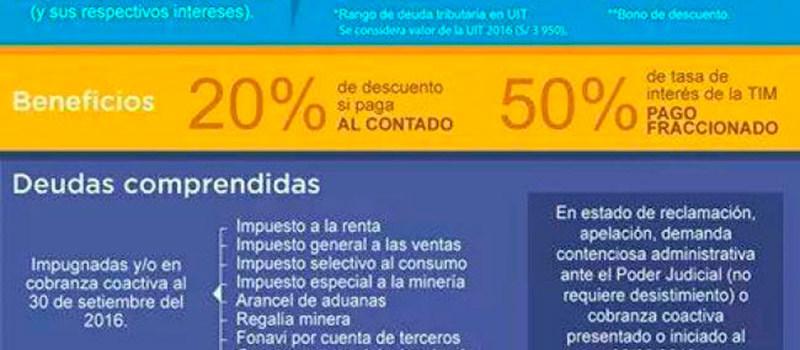 (y sus respectivos intereses).
*Rango de deuda tributaria en UIT
Se considera valor de la UIT 2016 (S/ 3 950).
**Bono de descuento.
Beneficios
20%
de descuento
si paga
AL CONTADO
50%
de tasa de
interés de la TIM
PAGO
FRACCIONADO
Deudas comprendidas
Impugnadas y/o en
cobranza coactiva al
30 de setiembre del
2016.
Impuesto a la renta
Impuesto general a las ventas
Impuesto selectivo al consumo
Impuesto especial a la minería
Arancel de aduanas
Regalía minera
Fonavi por cuenta de terceros
En estado de reclamación,
apelación, demanda
contenciosa administrativa
ante el Poder Judicial (no
requiere desistimiento) o
cobranza coactiva
presentado o iniciado al